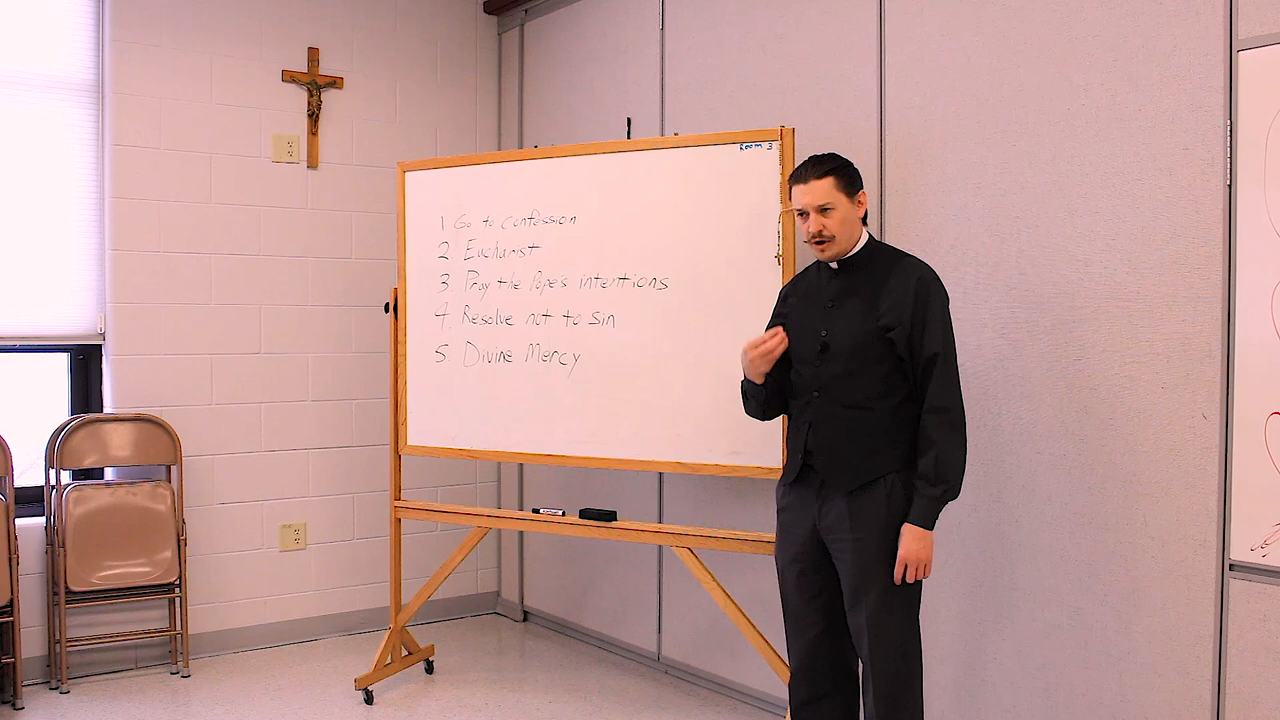 Room 3
1 Go to confession
2. Eucharist
3. Pray the Pope's intentions
4. Resolve not to sin
5. Divine Mercy